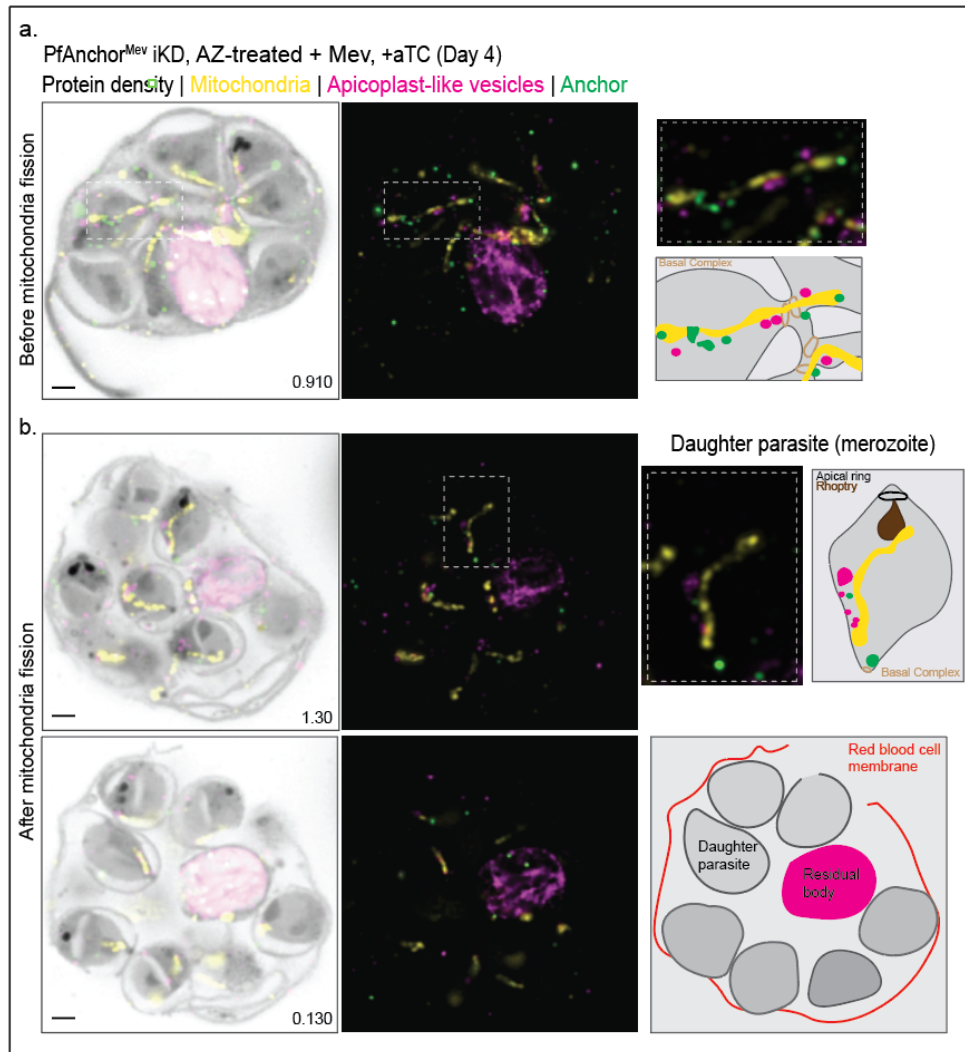 a.
PfAnchorMev iKD, AZ-treated + Mev, +aTC (Day 4)
Protein density | Mitochondria | Apicoplast-like vesicles | Anchor
Before mitochondria fission
0.910
Basal Complex
b.
After mitochondria fission
1.30
Daughter parasite (merozoite)
Apical ring
Rhoptry
Basal Complex
0.130
Red blood cell
membrane
Daughter
parasite
Residual
body